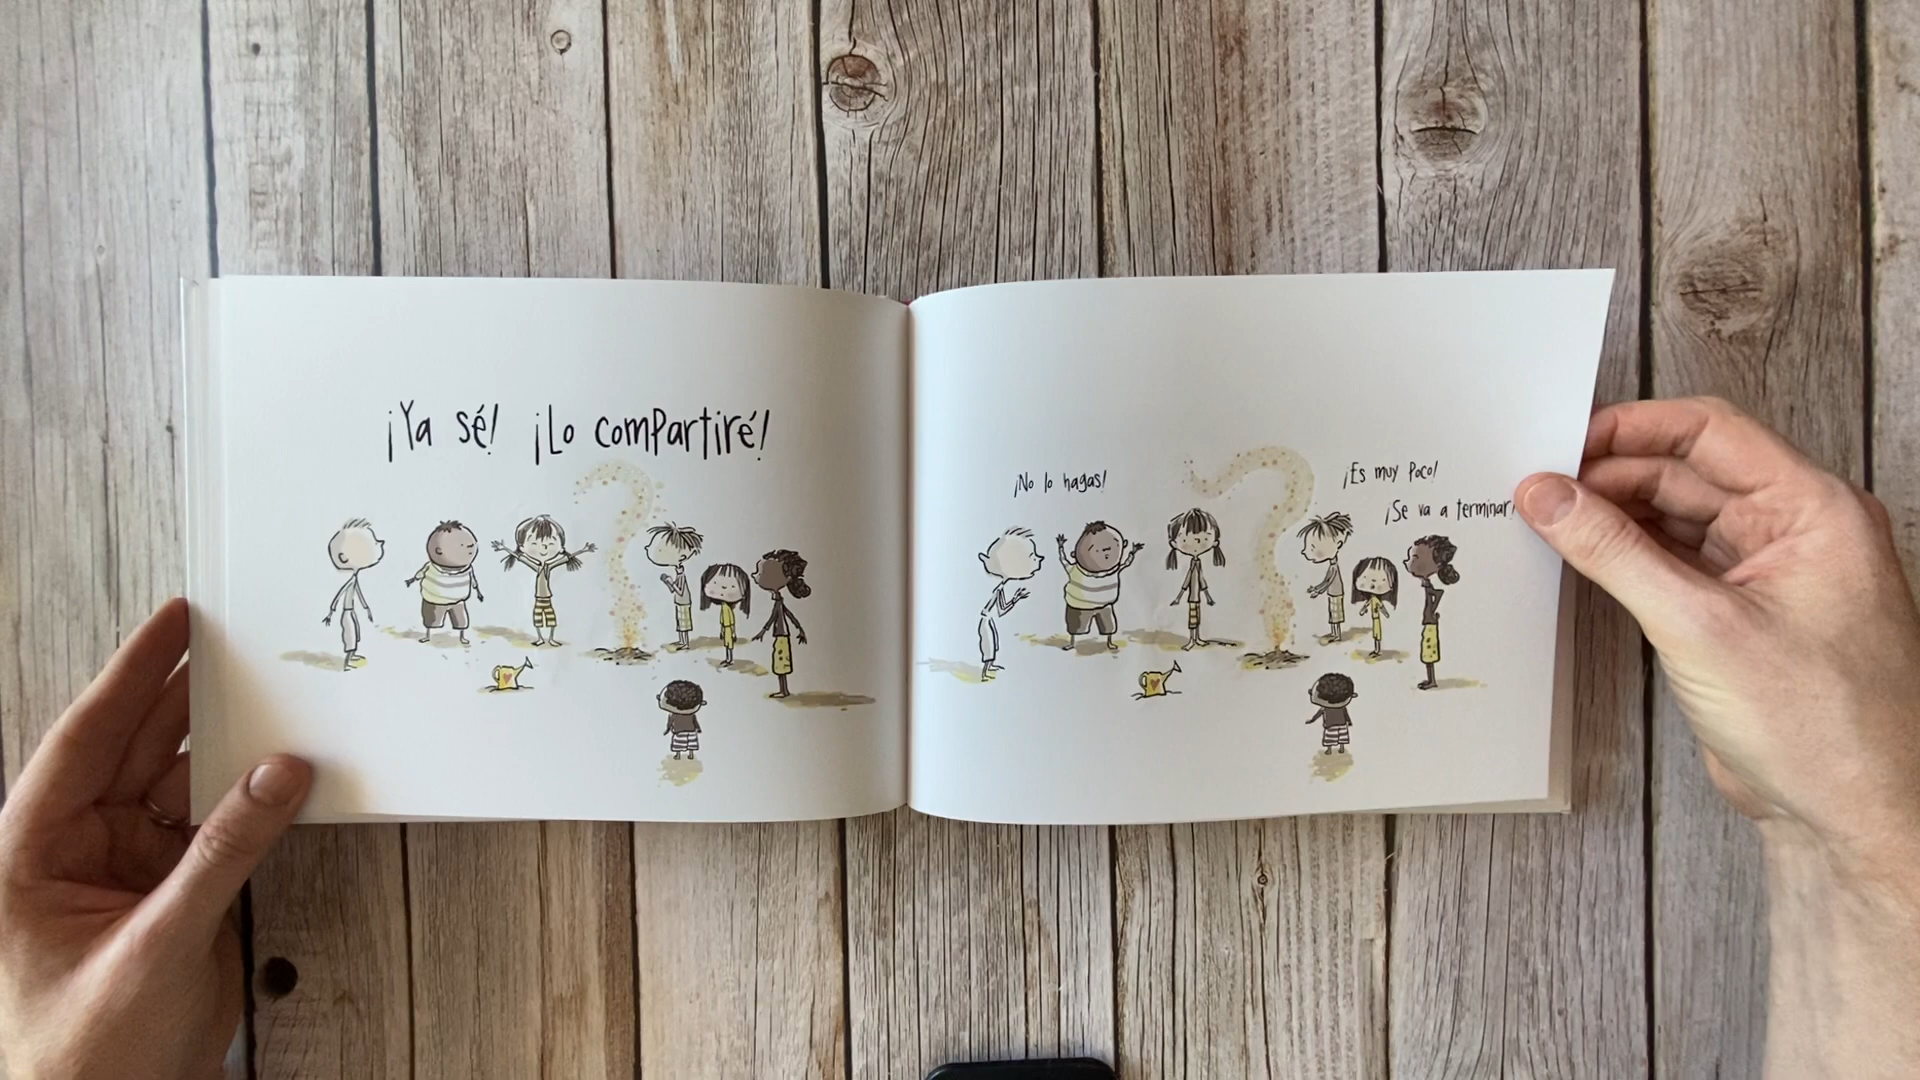 ¡Ya sé! ¡Lo compartiré!
¡No lo hagas!
¡Es muy poco!
¡Se va a terminar!